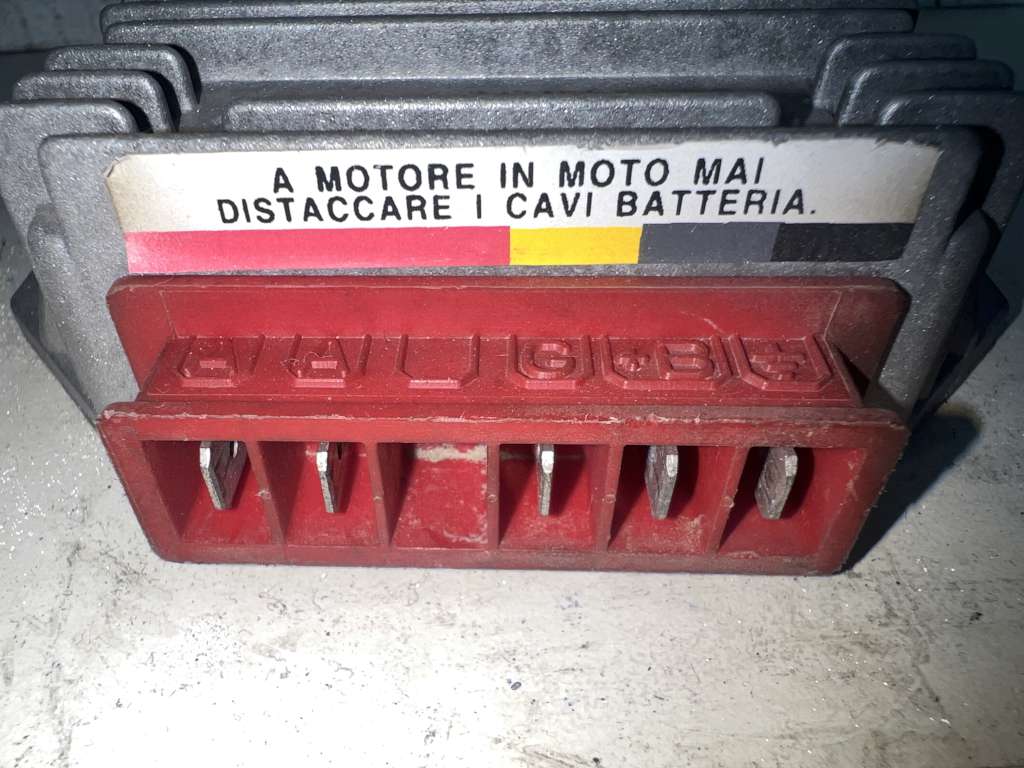 A MOTORE IN MOTO MAI
DISTACCARE I CAVI BATTERIA.
A A G +B